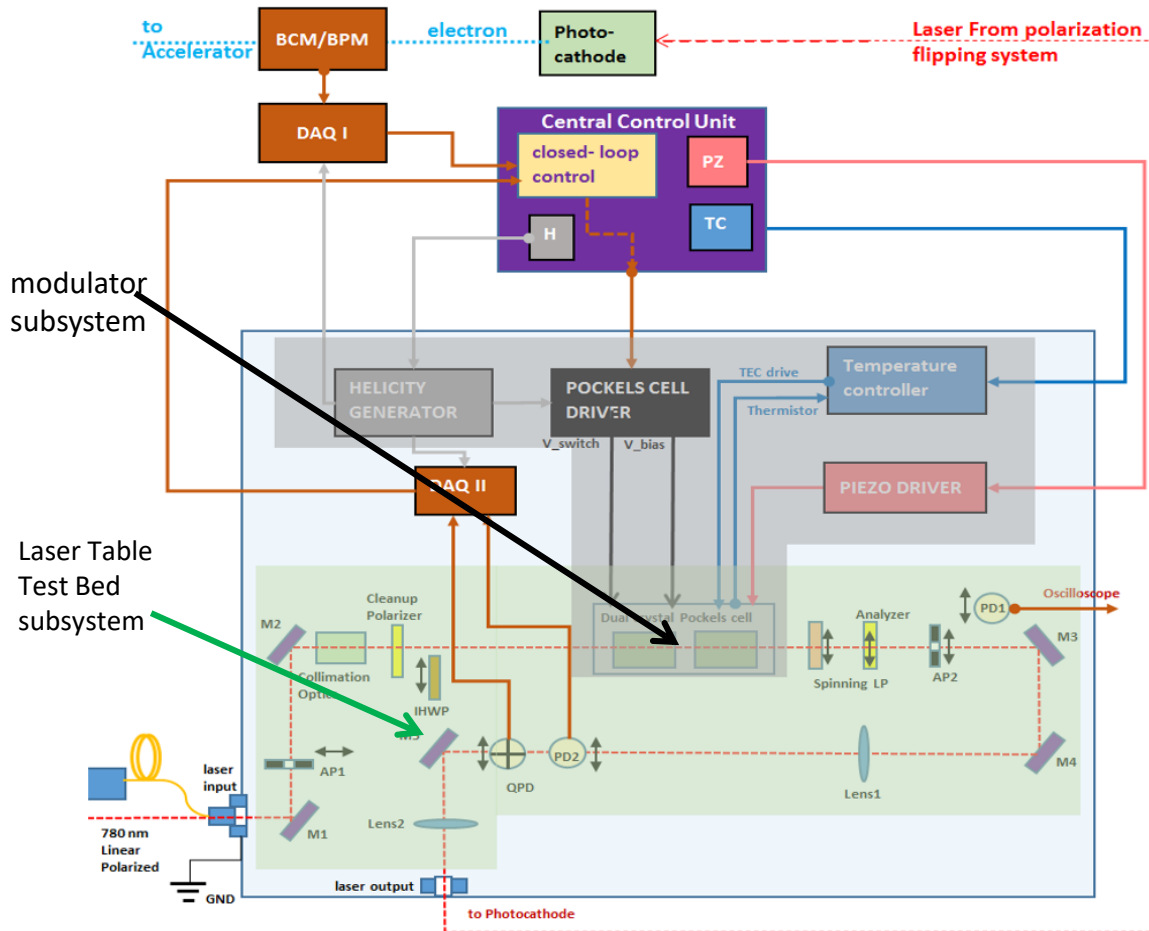 to
Accelerator
BCM/BPM
electron
Photo-
cathode
Laser From polarization
flipping system
DAQ I
Central Control Unit
closed- loop
control
PZ
TC
H
modulator
subsystem
HELICITY
GENERATOR
POCKELS CELL
DRIVER
TEC drive
Thermistor
Temperature
controller
V_switch
V_bias
DAQ II
PIEZO DRIVER
Laser Table
Test Bed
subsystem
Cleanup
Polarizer
M2
Collimation
Optics
IHWP
Dual Crystal Pockels cell
Analyzer
Spinning LP
AP2
PD1
Oscilloscope
M3
M5
QPD
PD2
Lens1
M4
AP1
laser
input
M1
Lens2
780 nm
Linear
Polarized
GND
laser output
to Photocathode